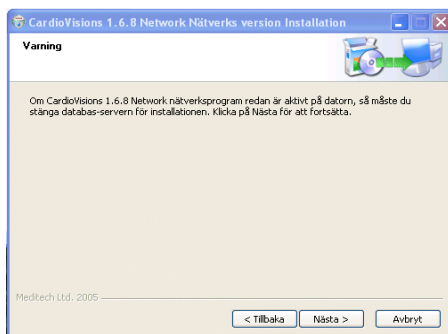 CardioVisions 1.6.8 Network Nätverks version Installation
Varning
Om CardioVisions 1.6.8 Network nätverksprogram redan är aktivt på datorn, så måste du
stänga databas-servern för installationen. Klicka på Nästa för att fortsätta.
Meditech Ltd. 2005
< Tillbaka
Nästa >
Avbryt